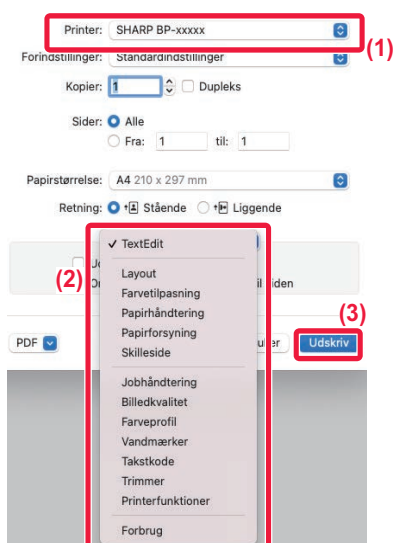 Printer: SHARP BP-xxxxx
(1)
Forindstillinger: Standardindstillinger
Kopier: 1 Dupleks
Sider: Alle
Fra: 1 til: 1
Papirstørrelse: A4 210 x 297 mm
Retning: Stående Liggende
✓ TextEdit
(2)
Layout
iden
Farvetilpasning
Papirhåndtering
(3)
Papirforsyning
PDF Udskriv
Skilleside
Jobhåndtering
Billedkvalitet
Farveprofil
Vandmærker
Takstkode
Trimmer
Printerfunktioner
Forbrug